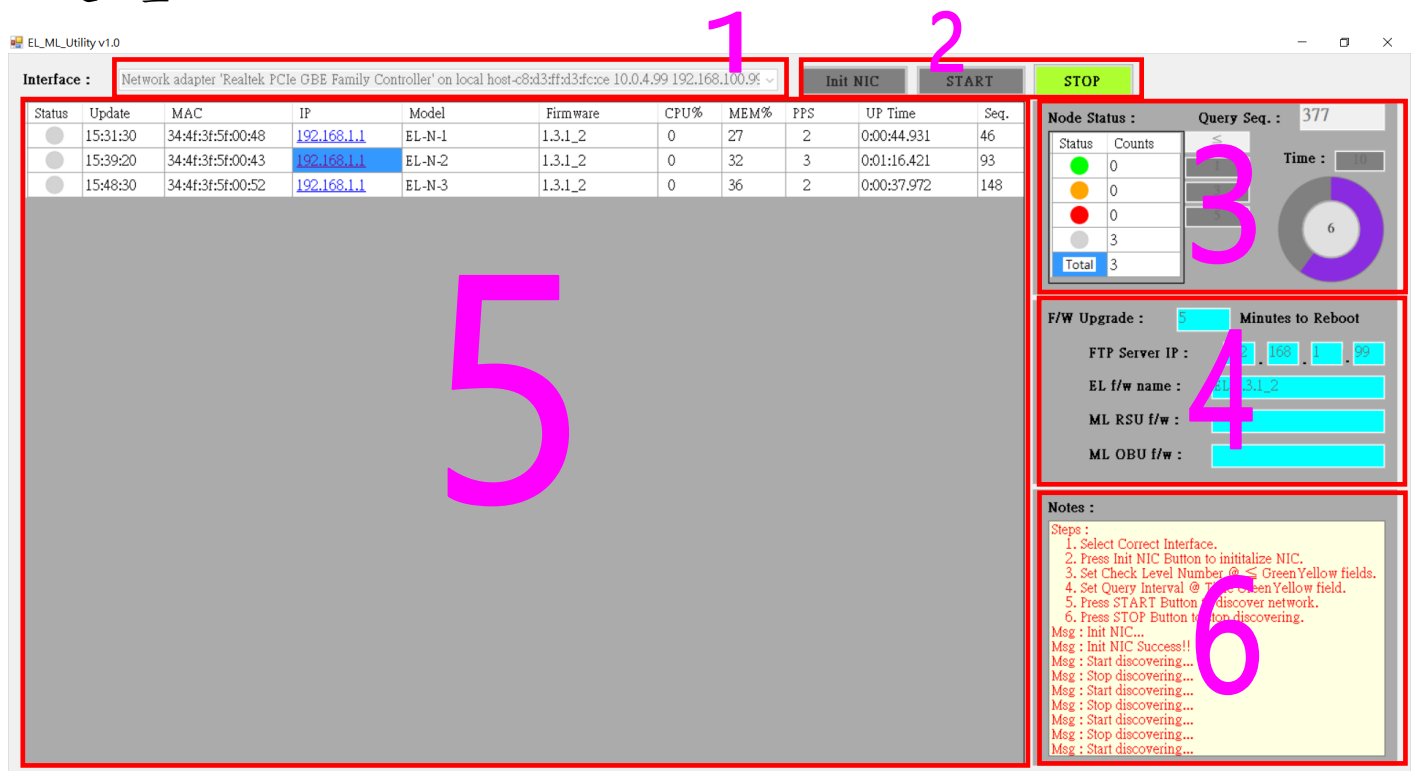 EL_ML_Utility v1.0
1
2
Interface :
Network adapter 'Realtek PCIe GBE Family Controller' on local host-c8:d3:ff:d3:fc:ce 10.0.4.99 192.168.100.99
Init NIC START STOP
Status Update MAC IP Model Firmware CPU% MEM% PPS UP Time Seq.
15:31:30 34:4f:3f:5f:00:48 192.168.1.1 EL-N-1 1.3.1_2 0 27 2 0:00:44.931 46
15:39:20 34:4f:3f:5f:00:43 192.168.1.1 EL-N-2 1.3.1_2 0 32 3 0:01:16.421 93
15:48:30 34:4f:3f:5f:00:52 192.168.1.1 EL-N-3 1.3.1_2 0 36 2 0:00:37.972 148
5
Node Status : Query Seq. : 377
Status Counts ≦
0 1 Time : 10
0 3
0 5
3 6
Total 3
3
F/W Upgrade : 5 Minutes to Reboot
FTP Server IP : . 168 . 1 . 99
EL f/w name :
ML RSU f/w :
ML OBU f/w :
4
Notes :
Steps :
1. Select Correct Interface.
2. Press Init NIC Button to inititalize NIC.
3. Set Check Level Number @ ≦ GreenYellow fields.
4. Set Query Interval @ GreenYellow field.
5. Press START Button discover network.
6. Press STOP Button to stop discovering.
Msg : Init NIC...
Msg : Init NIC Success!!
Msg : Start discovering...
Msg : Stop discovering...
Msg : Start discovering...
Msg : Stop discovering...
Msg : Start discovering...
Msg : Stop discovering...
Msg : Start discovering...
6